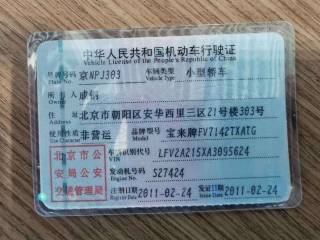 中华人民共和国机动车行驶证
Vehicle License of the People's Republic of China
号牌号码 京NPJ303 车辆类型 小型轿车
Plate No. Vehicle Type
所有人
Owner
住址 北京市朝阳区安华西里三区21号楼303号
Address
使用性质 非营运 品牌型号 宝来牌FV7142TXATG
Use Character Model
北京市公 车辆识别代号 LFV2A215XA3095624
VIN
安局公安 发动机号码 S27424
Engine No.
交通管理局 注册日期 2011-02-24 发证日期 2011-02-24
Register Date Issue Date